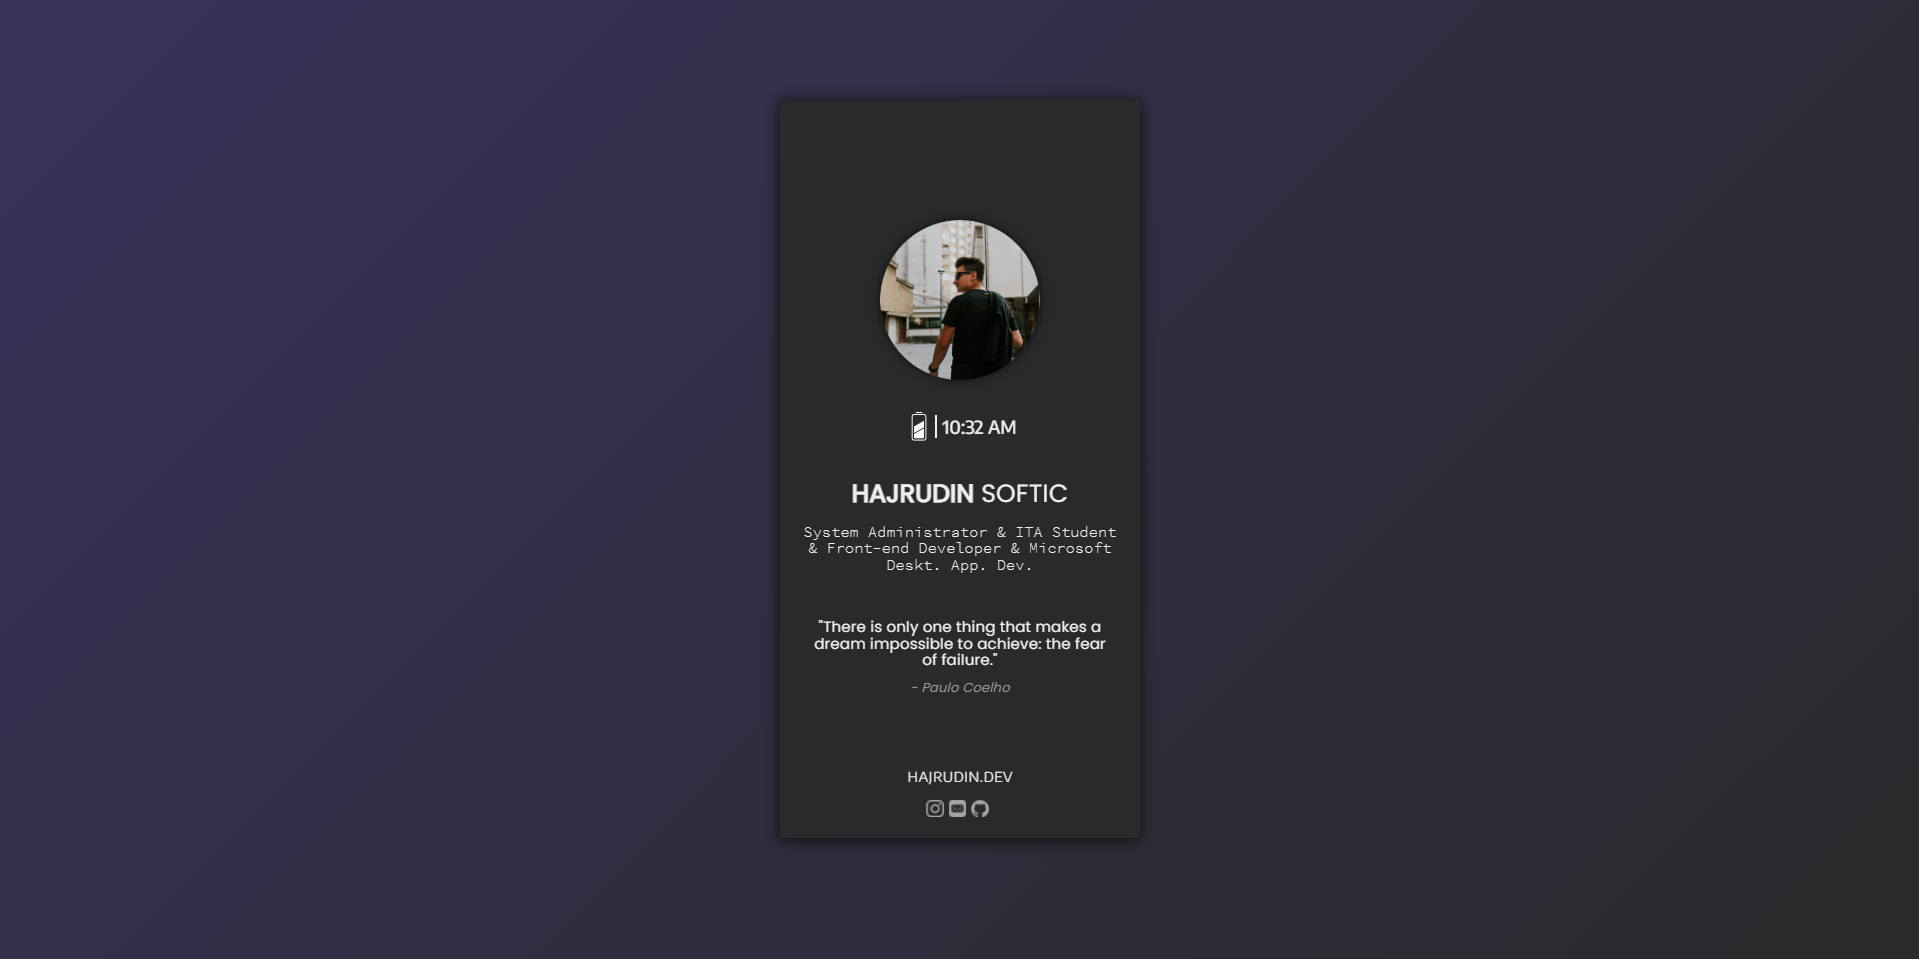 10:32 AM
HAJRUDIN SOFTIC
System Administrator & ITA Student
& Front-end Developer & Microsoft
Deskt. App. Dev.
"There is only one thing that makes a
dream impossible to achieve: the fear
of failure."
- Paulo Coelho
HAJRUDIN.DEV